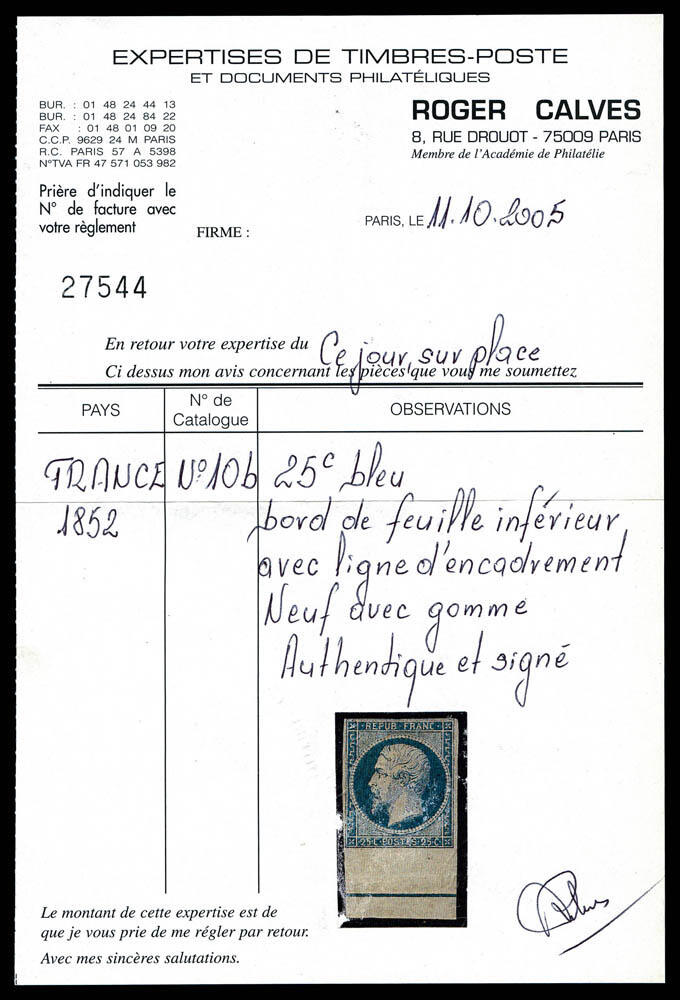 EXPERTISES DE TIMBRES-POSTE
ET DOCUMENTS PHILATÉLIQUES
BUR. : 01 48 24 44 13
BUR. : 01 48 24 84 22
FAX : 01 48 01 09 20
C.C.P. 9629 24 M PARIS
R.C. PARIS 57 A 5398
N°TVA FR 47 571 053 982
ROGER CALVES
8, RUE DROUOT - 75009 PARIS
Membre de l'Académie de Philatélie
Prière d'indiquer le
N° de facture avec
votre règlement
FIRME :
PARIS, LE 11.10.2005
27544
En retour votre expertise du Ce jour, sur place
Ci dessus mon avis concernant les pièces que vous me soumettez
PAYS
N° de
Catalogue
OBSERVATIONS
FRANCE N°10b 25c bleu
1852 bord de feuille inférieur
avec ligne d'encadrement
Neuf avec gomme
Authentique et signé
REPUB FRANC
25 C POSTES 25 C
Le montant de cette expertise est de
que je vous prie de me régler par retour.
Avec mes sincères salutations.